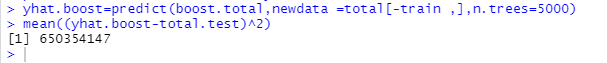 > yhat.boost=predict(boost.total,newdata =total[-train ,],n.trees=5000)
> mean((yhat.boost-total.test)^2)
[1] 650354147
>